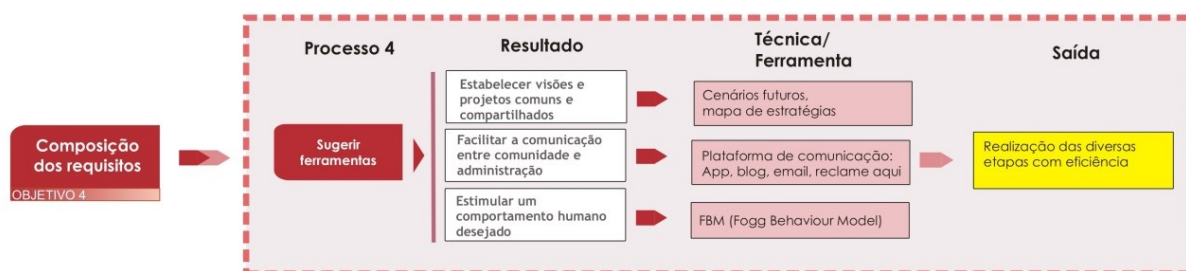 Processo 4
Resultado
Técnica/
Ferramenta
Saída
Composição
dos requisitos
OBJETIVO 4
Sugerir
ferramentas
Estabelecer visões e
projetos comuns e
compartilhados
Cenários futuros,
mapa de estratégias
Facilitar a comunicação
entre comunidade e
administração
Plataforma de comunicação:
App, blog, email, reclame aqui
Realização das diversas
etapas com eficiência
Estimular um
comportamento humano
desejado
FBM (Fogg Behaviour Model)